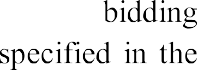 bidding
specified in the